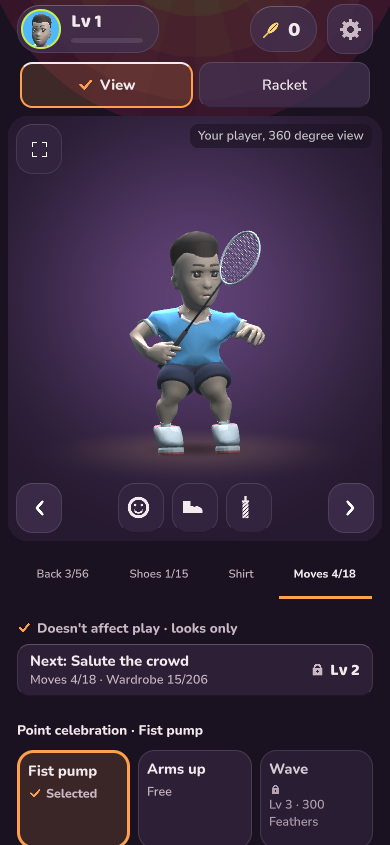 Lv 1
0
View
Racket
Your player, 360 degree view
Back 3/56
Shoes 1/15
Shirt
Moves 4/18
Doesn't affect play · looks only
Next: Salute the crowd
Moves 4/18 · Wardrobe 15/206
Lv 2
Point celebration · Fist pump
Fist pump
Selected
Arms up
Free
Wave
Lv 3 · 300
Feathers